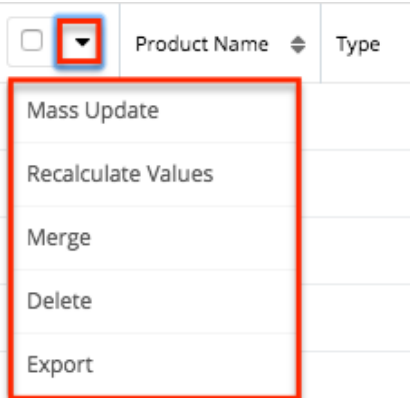 Product Name Type
Mass Update
Recalculate Values
Merge
Delete
Export